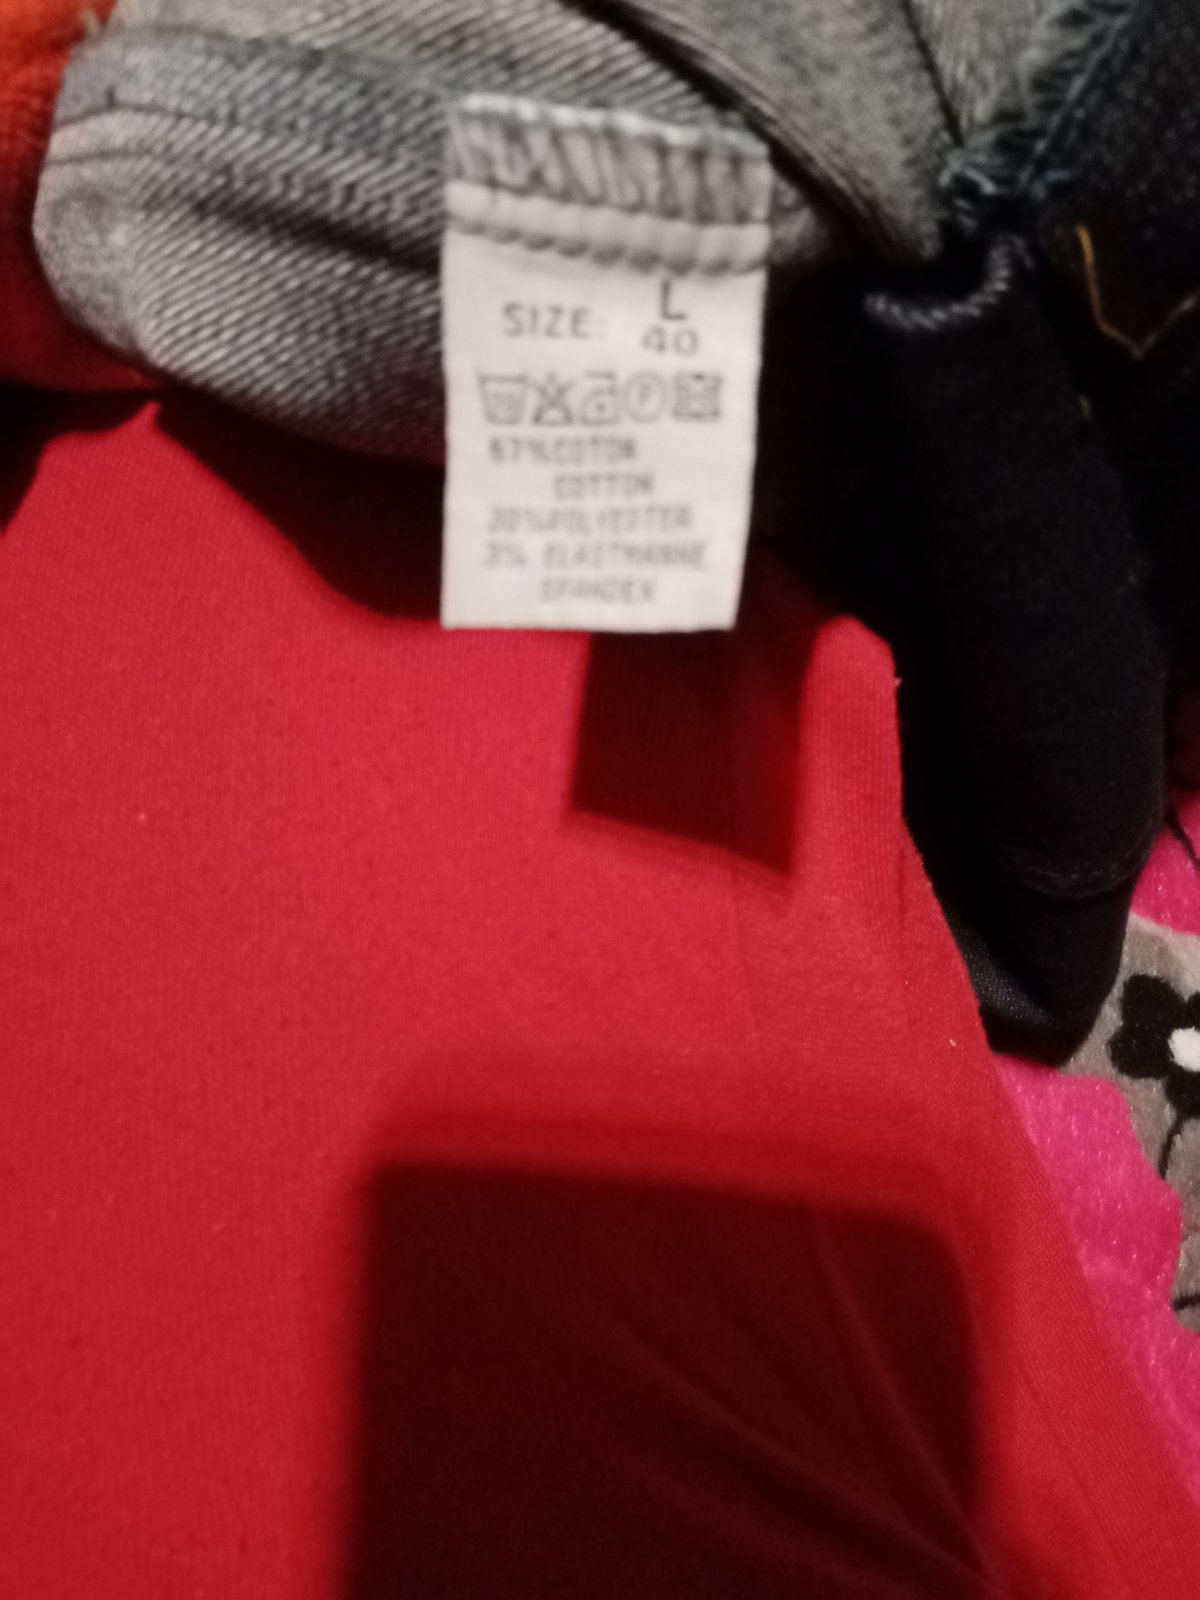 L
SIZE: 40
67%COTON
COTTON
30%POLYESTER
3% ELASTHANNE
SPANDEX